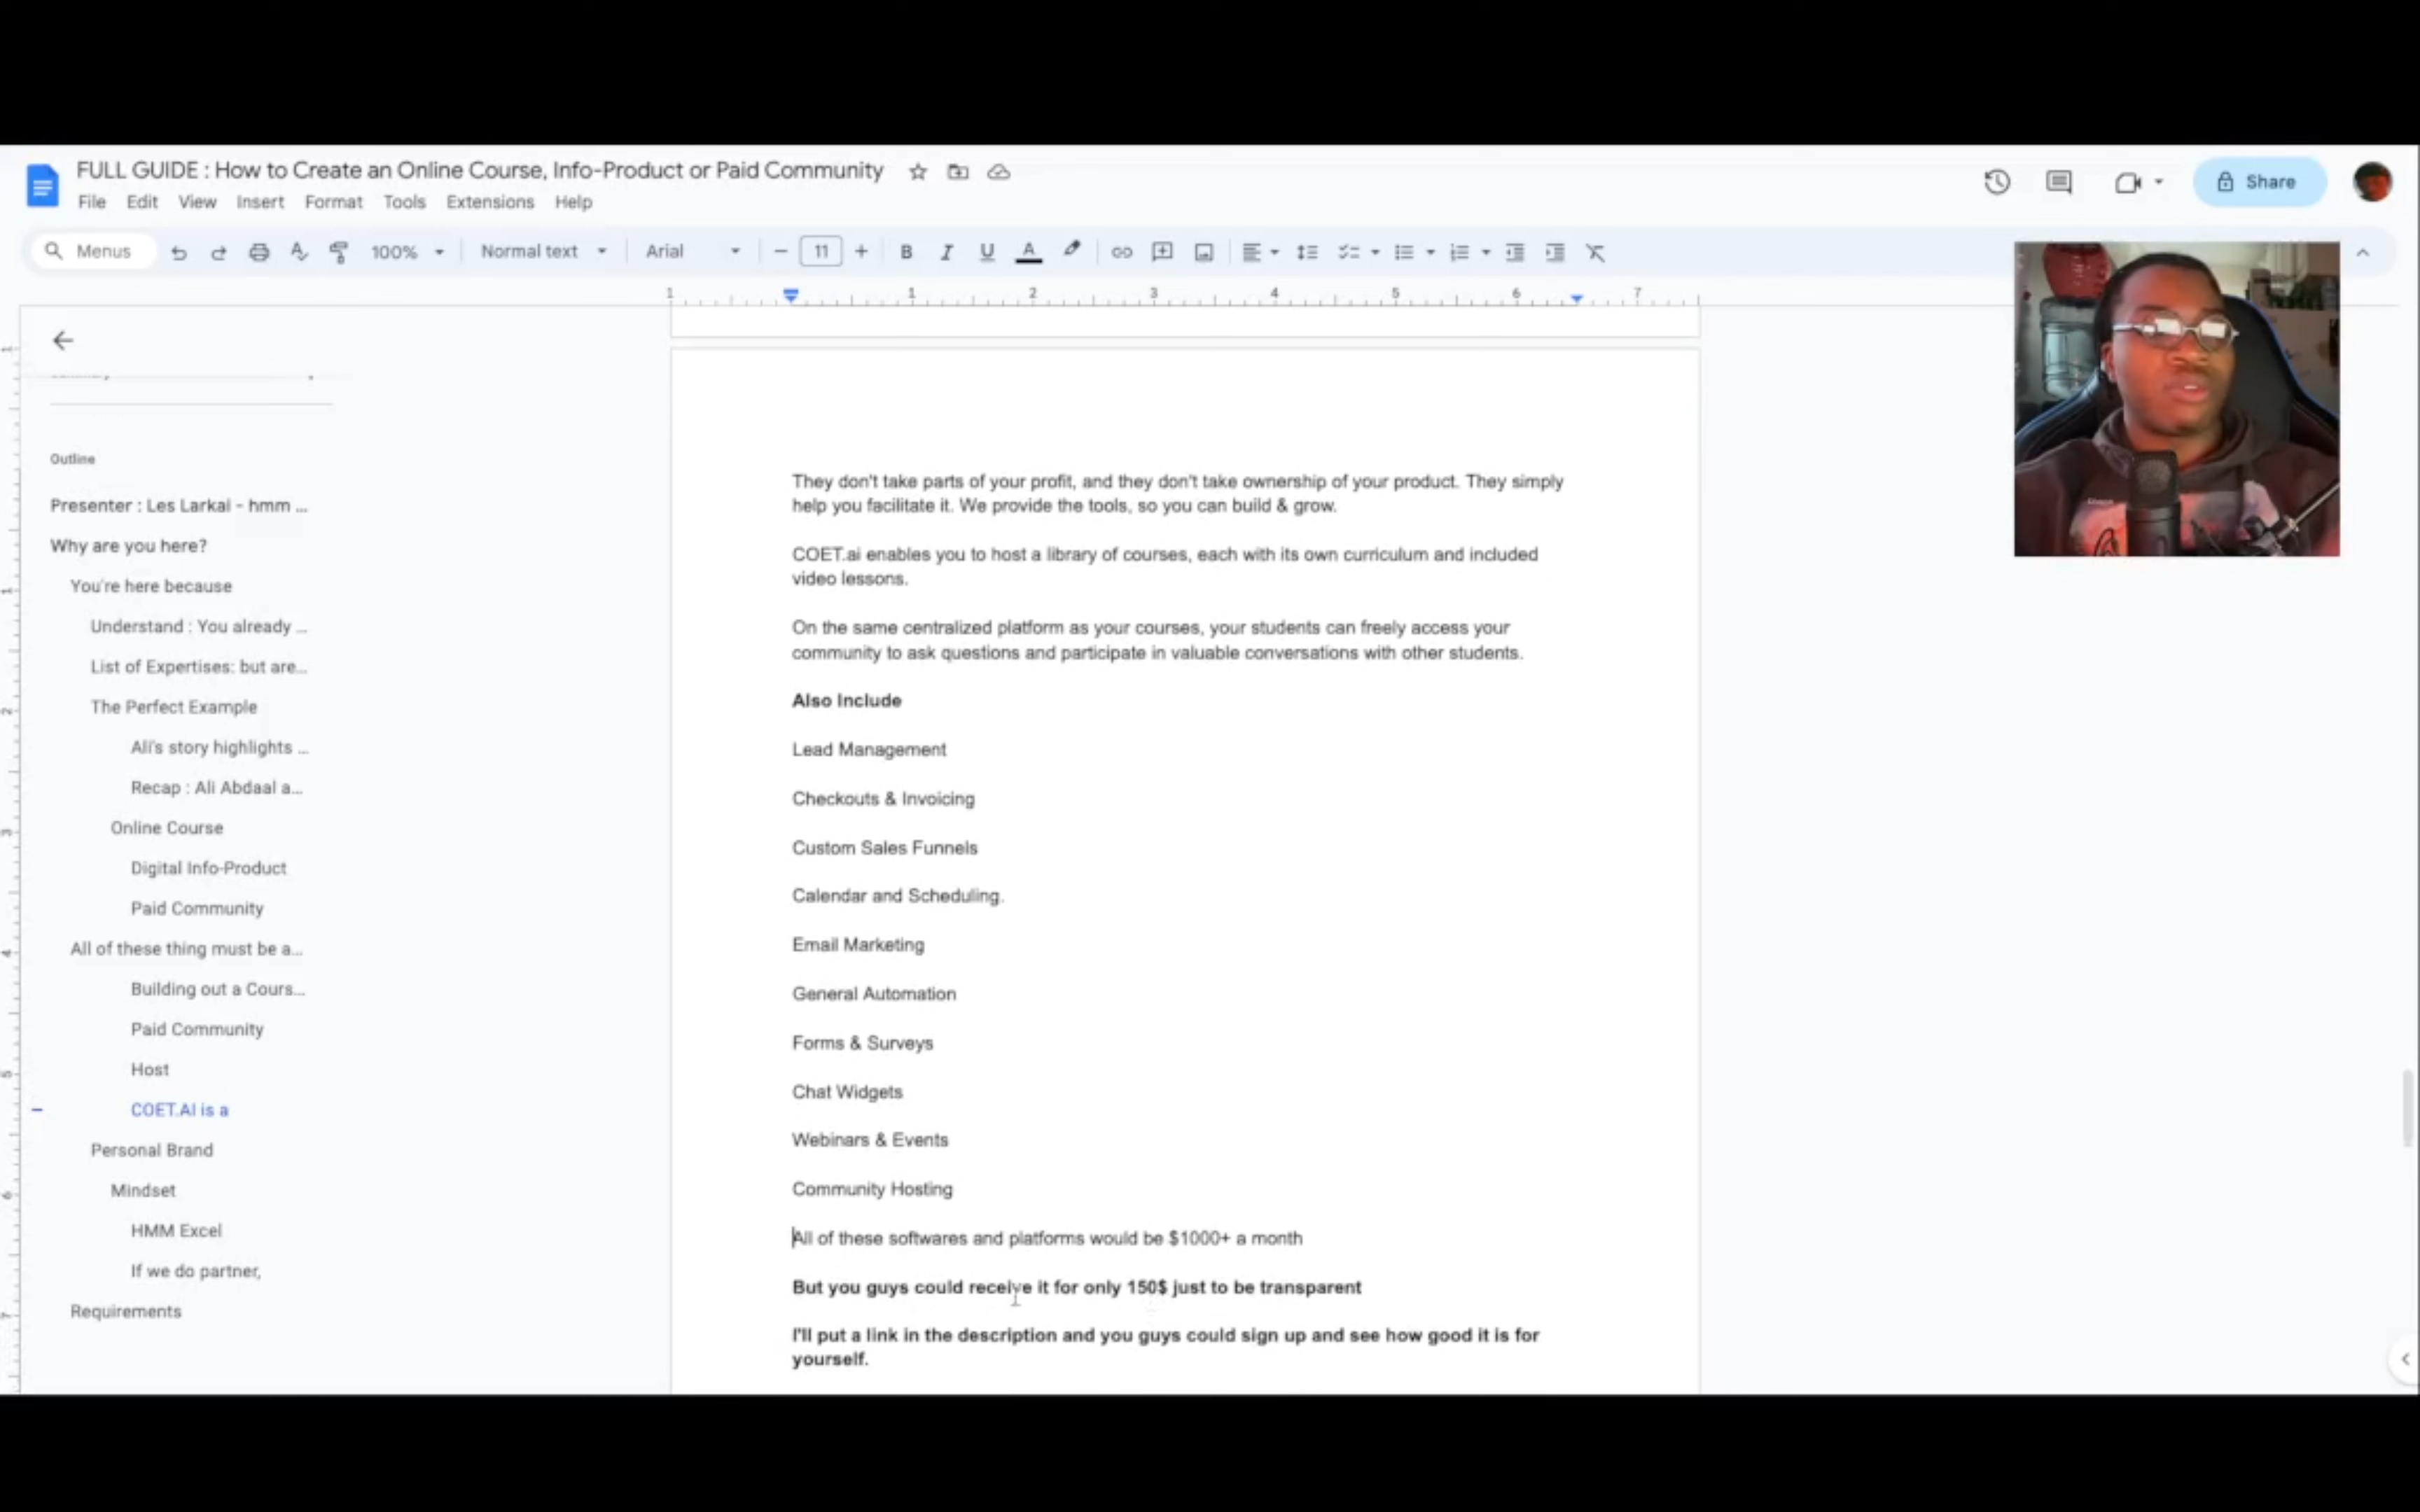 FULL GUIDE : How to Create an Online Course, Info-Product or Paid Community
File Edit View Insert Format Tools Extensions Help
Share
Menus 100% Normal text Arial 11
1 1 2 3 4 5 6 7
Outline
Presenter : Les Larkai - hmm ...
Why are you here?
You're here because
Understand : You already ...
List of Expertises: but are...
The Perfect Example
Ali's story highlights ...
Recap : Ali Abdaal a...
Online Course
Digital Info-Product
Paid Community
All of these thing must be a...
Building out a Cours...
Paid Community
Host
COET.AI is a
Personal Brand
Mindset
HMM Excel
If we do partner,
Requirements
They don't take parts of your profit, and they don't take ownership of your product. They simply
help you facilitate it. We provide the tools, so you can build & grow.
COET.ai enables you to host a library of courses, each with its own curriculum and included
video lessons.
On the same centralized platform as your courses, your students can freely access your
community to ask questions and participate in valuable conversations with other students.
Also Include
Lead Management
Checkouts & Invoicing
Custom Sales Funnels
Calendar and Scheduling.
Email Marketing
General Automation
Forms & Surveys
Chat Widgets
Webinars & Events
Community Hosting
All of these softwares and platforms would be $1000+ a month
But you guys could receive it for only 150$ just to be transparent
I'll put a link in the description and you guys could sign up and see how good it is for
yourself.